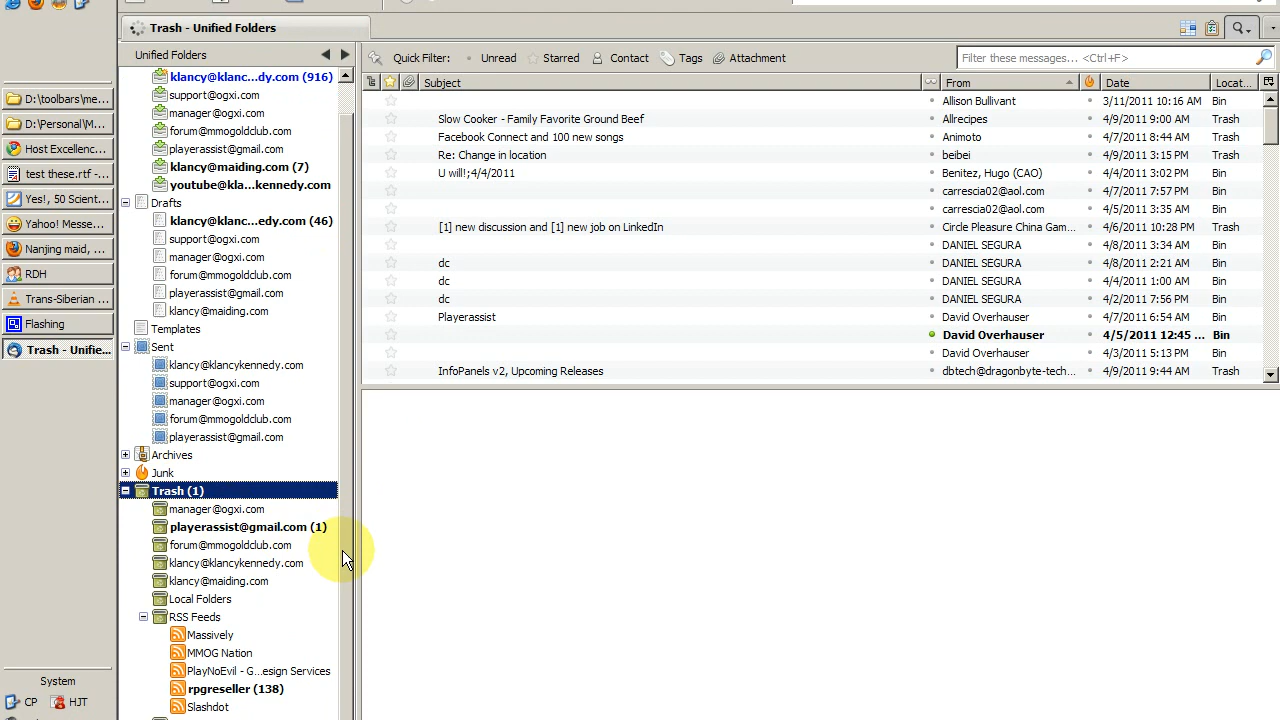 D:\toolbars\me...
D:\Personal\M...
Host Excellenc...
test these.rtf -...
Yes!, 50 Scient...
Yahoo! Messe...
Nanjing maid, ...
RDH
Trans-Siberian ...
Flashing
Trash - Unifie...
System
CP HJT
Trash - Unified Folders
Unified Folders
klancy@klanc...dy.com (916)
support@ogxi.com
manager@ogxi.com
forum@mmogoldclub.com
playerassist@gmail.com
klancy@maiding.com (7)
youtube@kla...kennedy.com
Drafts
klancy@klanc...edy.com (46)
support@ogxi.com
manager@ogxi.com
forum@mmogoldclub.com
playerassist@gmail.com
klancy@maiding.com
Templates
Sent
klancy@klancykennedy.com
support@ogxi.com
manager@ogxi.com
forum@mmogoldclub.com
playerassist@gmail.com
Archives
Junk
Trash (1)
manager@ogxi.com
playerassist@gmail.com (1)
forum@mmogoldclub.com
klancy@klancykennedy.com
klancy@maiding.com
Local Folders
RSS Feeds
Massively
MMOG Nation
PlayNoEvil - G...esign Services
rpgreseller (138)
Slashdot
Quick Filter: Unread Starred Contact Tags Attachment Filter these messages... <Ctrl+F>
Subject From Date Locat...
Allison Bullivant 3/11/2011 10:16 AM Bin
Slow Cooker - Family Favorite Ground Beef Allrecipes 4/9/2011 9:00 AM Trash
Facebook Connect and 100 new songs Animoto 4/7/2011 8:44 AM Trash
Re: Change in location beibei 4/9/2011 3:15 PM Trash
U will!;4/4/2011 Benitez, Hugo (CAO) 4/4/2011 3:02 PM Bin
carrescia02@aol.com 4/7/2011 7:57 PM Bin
carrescia02@aol.com 4/5/2011 3:35 AM Bin
[1] new discussion and [1] new job on LinkedIn Circle Pleasure China Gam... 4/6/2011 10:28 PM Trash
DANIEL SEGURA 4/8/2011 3:34 AM Bin
dc DANIEL SEGURA 4/8/2011 2:21 AM Bin
dc DANIEL SEGURA 4/4/2011 1:00 AM Bin
dc DANIEL SEGURA 4/2/2011 7:56 PM Bin
Playerassist David Overhauser 4/7/2011 6:54 AM Bin
David Overhauser 4/5/2011 12:45 ... Bin
David Overhauser 4/3/2011 5:13 PM Bin
InfoPanels v2, Upcoming Releases dbtech@dragonbyte-tech... 4/9/2011 9:44 AM Trash